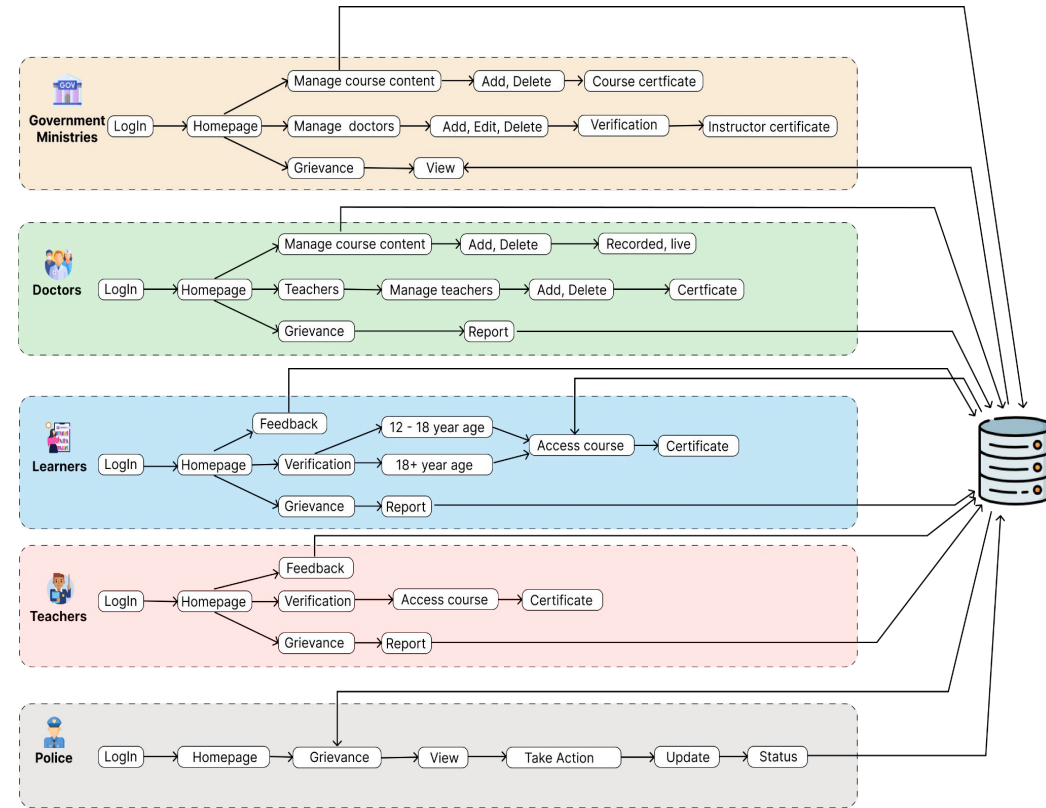 GOV
Government
Ministries
LogIn
Homepage
Manage course content
Add, Delete
Course certficate
Manage doctors
Add, Edit, Delete
Verification
Instructor certificate
Grievance
View
Doctors
LogIn
Homepage
Manage course content
Add, Delete
Recorded, live
Teachers
Manage teachers
Add, Delete
Certficate
Grievance
Report
Learners
LogIn
Homepage
Feedback
Verification
12 - 18 year age
18+ year age
Access course
Certificate
Grievance
Report
Teachers
LogIn
Homepage
Feedback
Verification
Access course
Certificate
Grievance
Report
Police
LogIn
Homepage
Grievance
View
Take Action
Update
Status